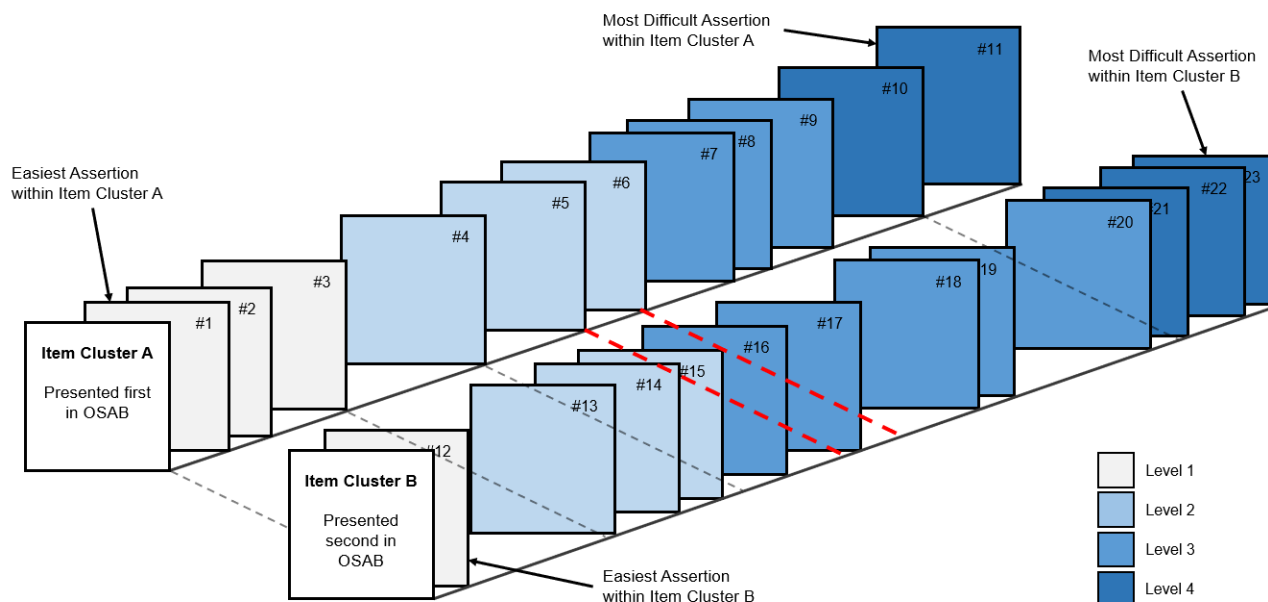 Most Difficult Assertion
within Item Cluster A
Most Difficult Assertion
within Item Cluster B
Easiest Assertion
within Item Cluster A
#11
#10
#9
#8
#7
#6
#5
#4
#3
#2
#1
Item Cluster A
Presented first
in OSAB
23
#22
#21
#20
19
#18
#17
#16
#15
#14
#13
#12
Item Cluster B
Presented
second in
OSAB
Easiest Assertion
within Item Cluster B
Level 1
Level 2
Level 3
Level 4